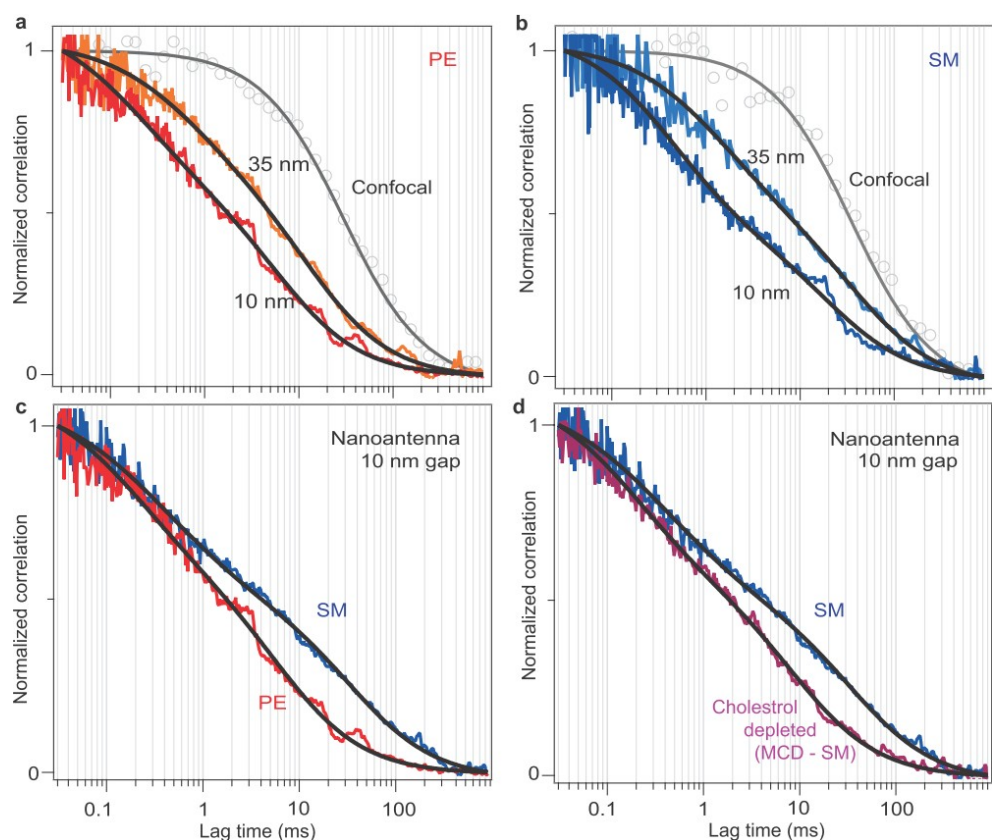 a
PE
1
35 nm
Confocal
10 nm
0
Normalized correlation
b
SM
1
35 nm
Confocal
10 nm
0
Normalized correlation
c
Nanoantenna
10 nm gap
1
SM
PE
0
Normalized correlation
0.1
1
10
100
Lag time (ms)
d
Nanoantenna
10 nm gap
1
SM
Cholestrol
depleted
(MCD - SM)
0
Normalized correlation
0.1
1
10
100
Lag time (ms)